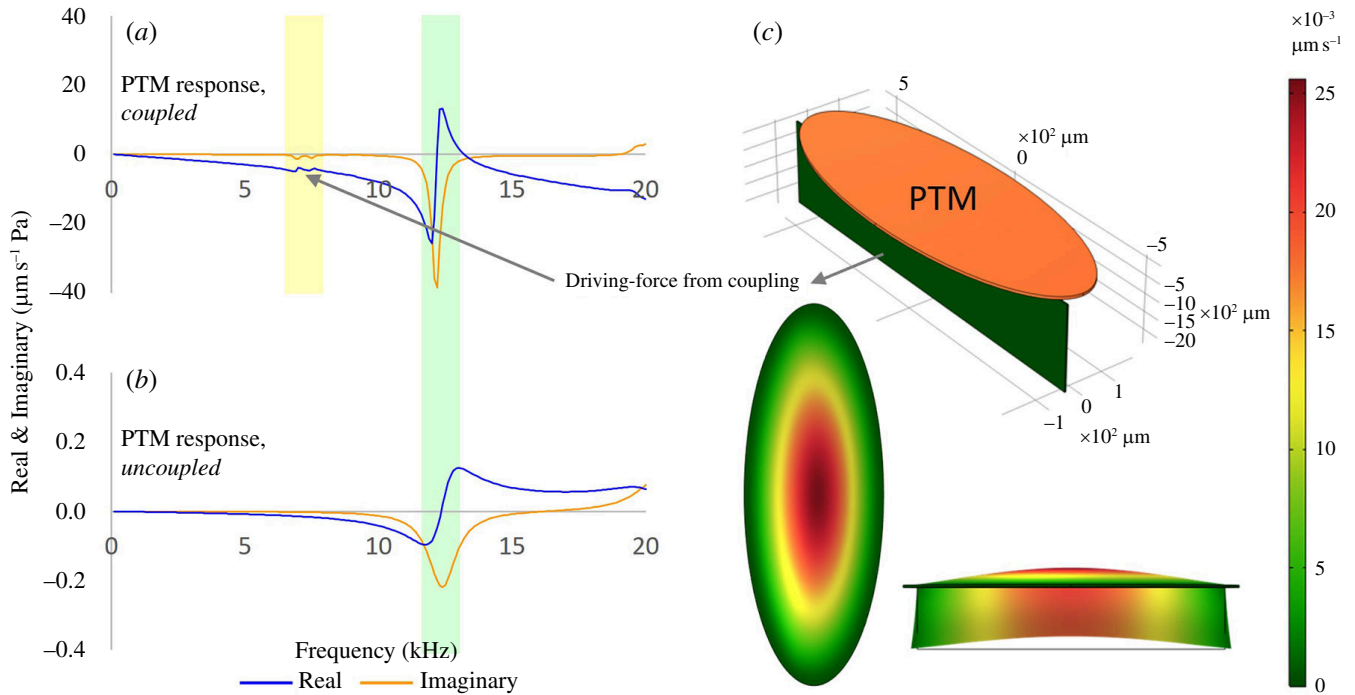 (a)
PTM response,
coupled
40
20
0
–20
–40
0 5 10 15 20
Driving-force from coupling
Real & Imaginary (μm s⁻¹ Pa)
(b)
PTM response,
uncoupled
0.4
0.2
0.0
–0.2
–0.4
0 5 10 15 20
Frequency (kHz)
Real Imaginary
(c)
PTM
5
×10² μm
0
–5
–5
–10
–15
–20
×10² μm
1
0
–1
×10² μm
×10⁻³
μm s⁻¹
25
20
15
10
5
0